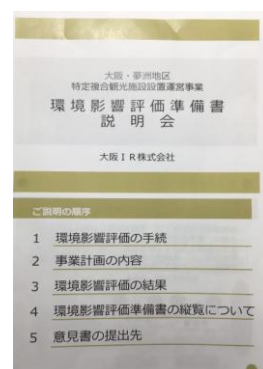 大阪・夢洲地区
特定複合観光施設設置運営事業
環境影響評価準備書
説明会
大阪IR株式会社
ご説明の順序
1 環境影響評価の手続
2 事業計画の内容
3 環境影響評価の結果
4 環境影響評価準備書の縦覧について
5 意見書の提出先